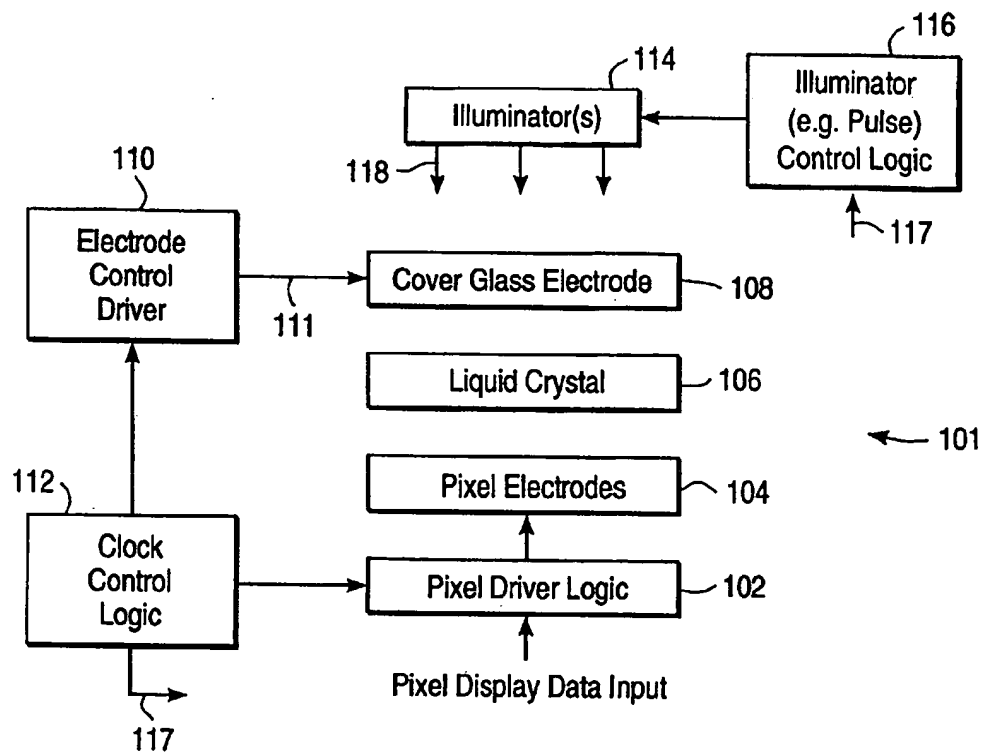 116
114
Illuminator(s)
Illuminator
(e.g. Pulse)
Control Logic
118
117
110
Electrode
Control
Driver
111
Cover Glass Electrode
108
Liquid Crystal
106
101
112
Pixel Electrodes
104
Clock
Control
Logic
Pixel Driver Logic
102
117
Pixel Display Data Input